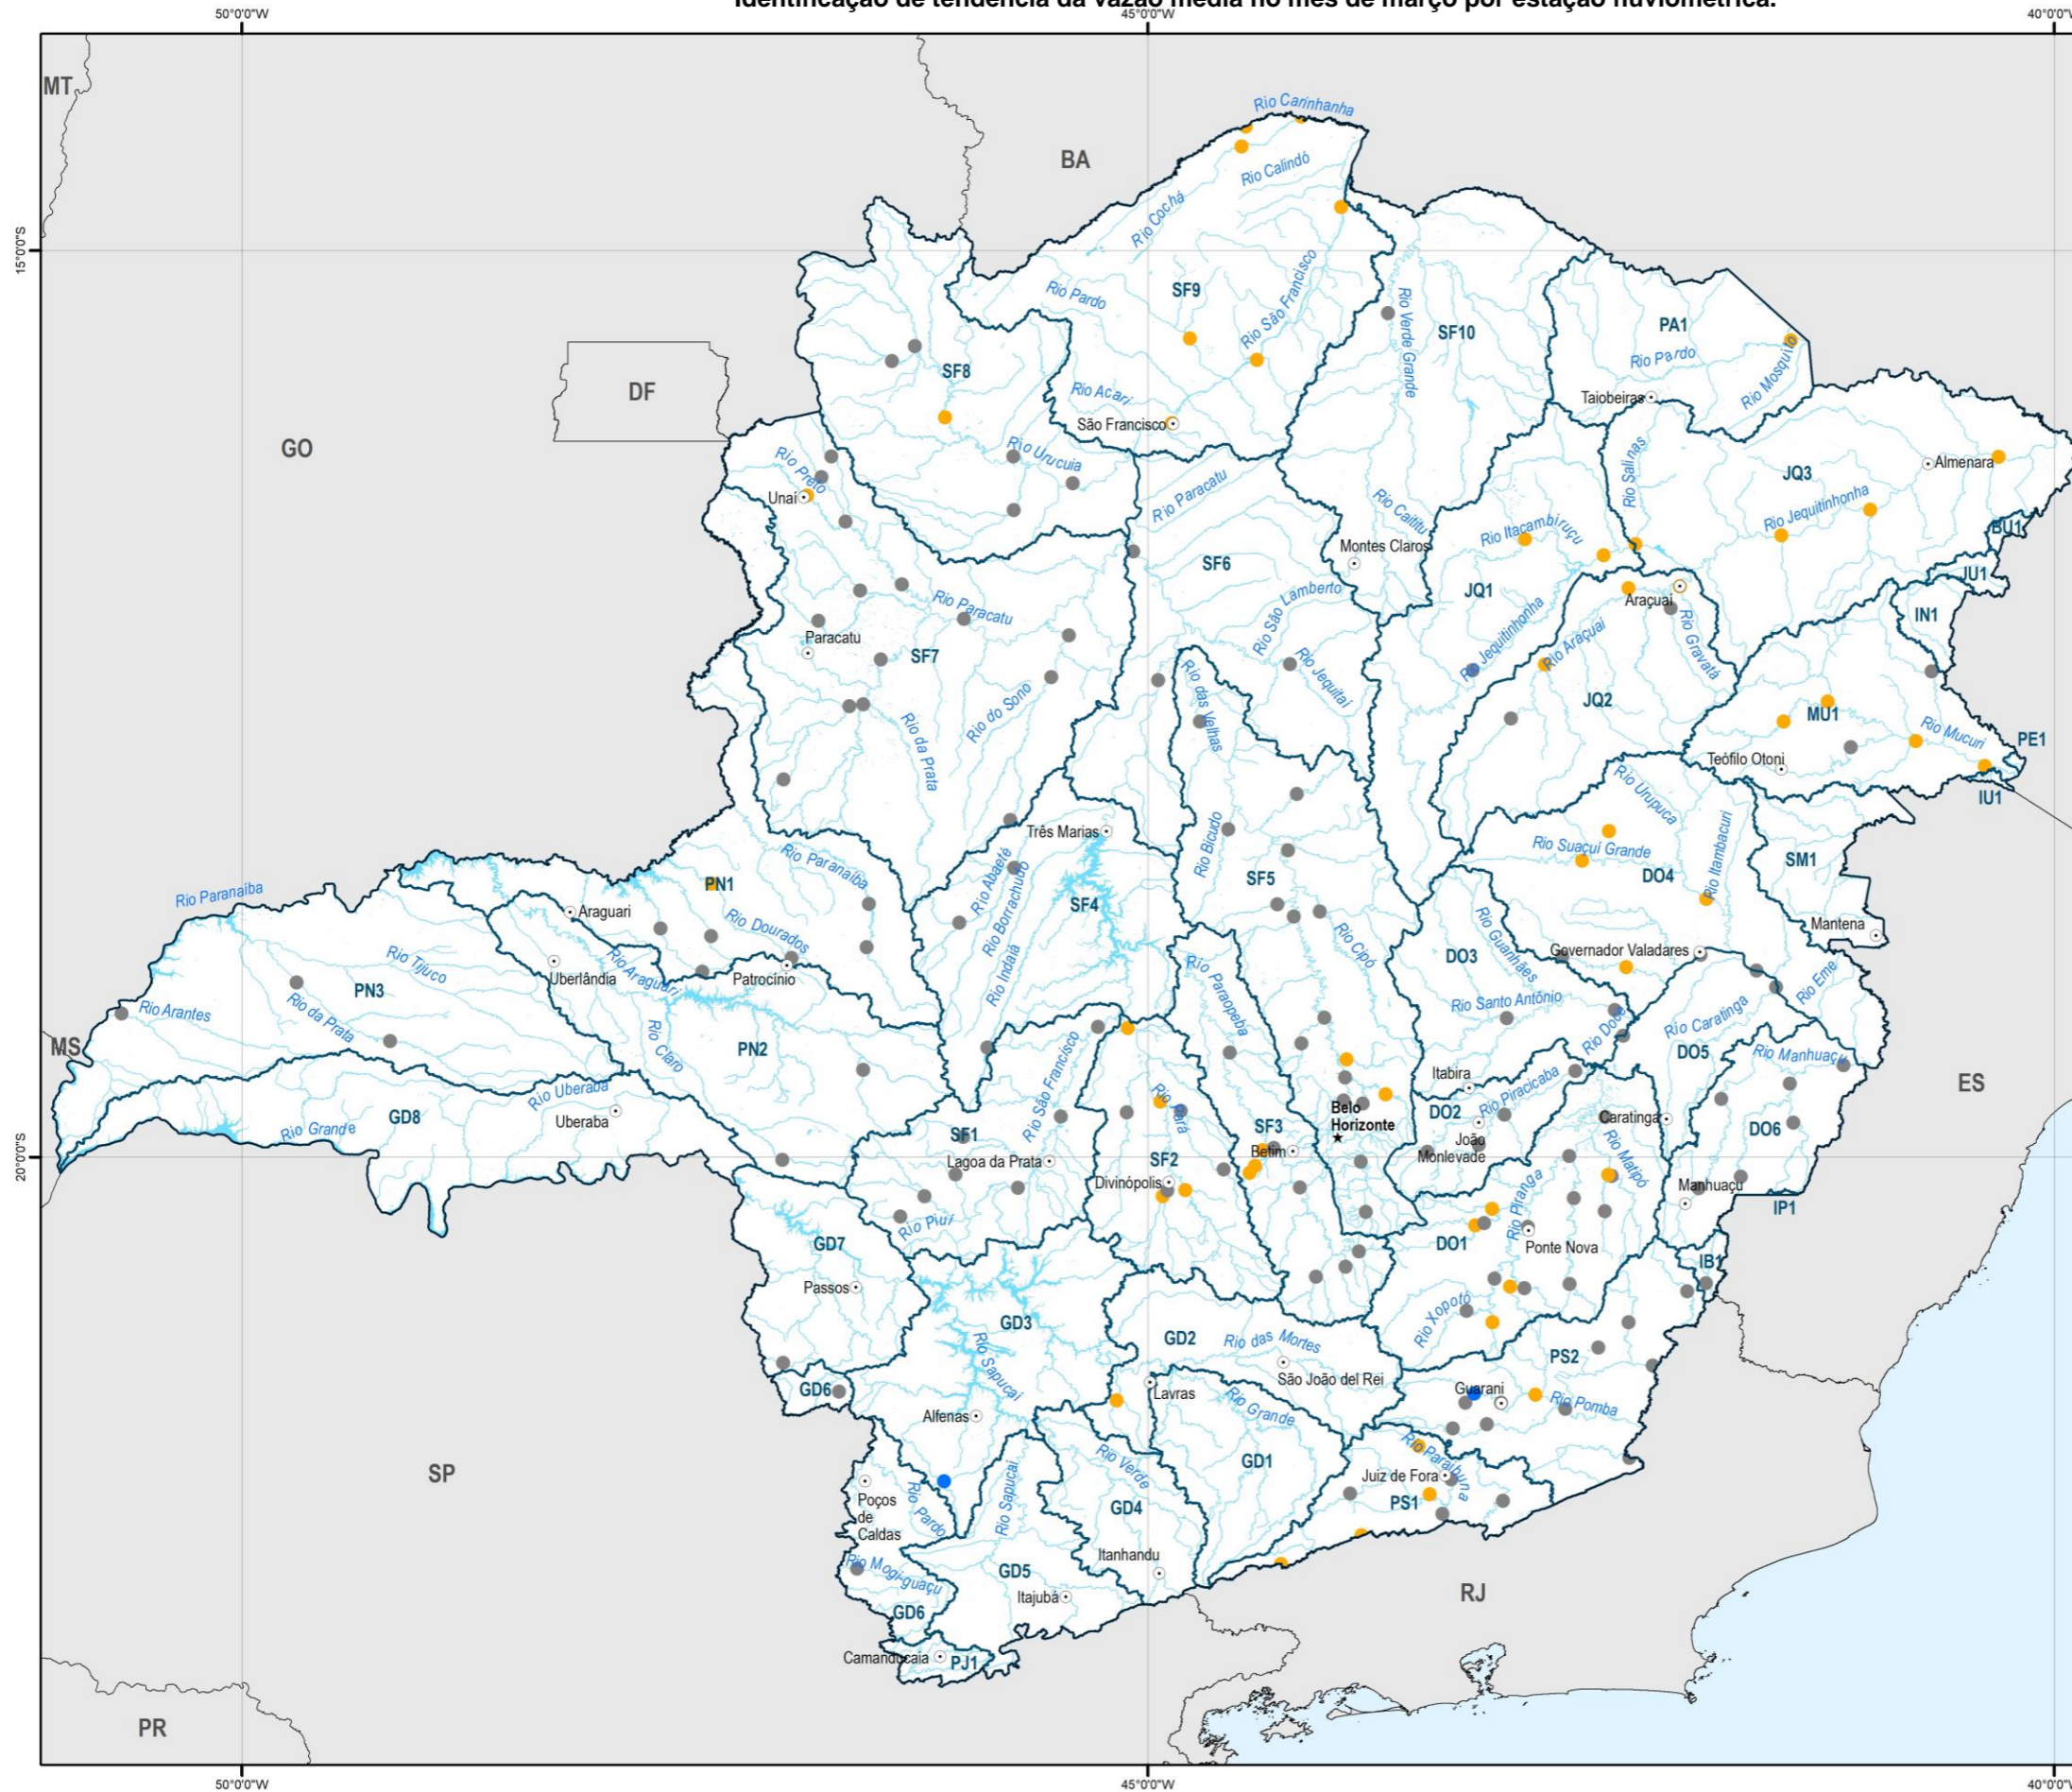 Identificação de tendência da vazão média no mês de março por estação fluviométrica.
50°0'0"W
45°0'0"W
MT
Rio Carinhanha
BA
Rio Calindó
Rio Cochá
15°0'0"S
Rio Pardo
SF9
Rio São Francisco
Rio Verde Grande
SF10
PA1
Rio Pardo
Rio Mosquito
SF8
DF
Rio Acari
Taiobeiras
São Francisco
GO
Rio Urucuia
Rio Preto
Unaí
Rio Paracatu
Rio Caititu
Rio Salinas
JQ3
Almenara
Rio Jequitinhonha
BU1
Rio Itacambiruçu
Montes Claros
SF6
JU1
JQ1
Araçuaí
Rio Paracatu
Rio São Lamberto
Rio Jequitinhonha
Rio Araçuaí
Rio Gravatá
IN1
Paracatu
SF7
Rio do Sono
Rio das Velhas
Rio Jequitaí
JQ2
MU1
Rio Mucuri
PE1
Rio da Prata
Teófilo Otoni
IU1
Rio Urupuca
Três Marias
Rio Bicudo
Rio Suaçuí Grande
Rio Itambacuri
SM1
Rio Paranaíba
PN1
Rio Abaeté
Rio Borrachudo
SF5
DO4
Rio Paranaíba
Araguari
SF4
Rio Dourados
Rio Indaiá
Rio Cipó
Rio Guanhães
Mantena
Governador Valadares
DO3
Rio Tijuco
Uberlândia
Rio Araguari
Patrocínio
Rio Paraopeba
Rio Eme
PN3
Rio Arantes
Rio da Prata
Rio Santo Antônio
Rio Doce
Rio Caratinga
MS
Rio Claro
PN2
Rio São Francisco
DO5
Rio Manhuaçu
Itabira
ES
Rio Uberaba
GD8
Uberaba
Rio Grande
Rio Pará
Belo
Horizonte
DO2
Rio Piracicaba
Caratinga
DO6
SF1
SF3
João
Monlevade
20°0'0"S
Lagoa da Prata
SF2
Betim
Rio Matipó
Divinópolis
Manhuaçu
Rio Piranga
IP1
Rio Piuí
GD7
DO1
Ponte Nova
IB1
Passos
GD3
Rio Xopotó
GD2
Rio das Mortes
PS2
Rio Sapucaí
São João del Rei
GD6
Lavras
Guarani
Rio Pomba
Alfenas
Rio Grande
SP
GD1
Rio Paraibuna
Juiz de Fora
PS1
Poços
de
Caldas
Rio Pardo
Rio Sapucaí
Rio Verde
GD4
Itanhandu
Rio Mogi-guaçu
GD5
Itajubá
RJ
GD6
Camanducaia
PJ1
PR
50°0'0"W
45°0'0"W